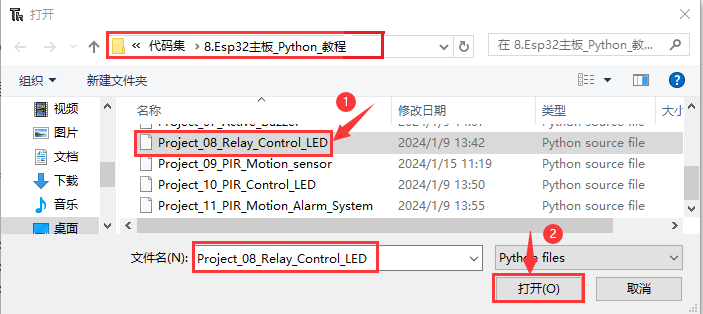 打开
« 代码集 › 8.Esp32主板_Python_教程
在 8.Esp32主板_Python_教...
组织 新建文件夹
视频
图片
文档
下载
音乐
桌面
名称 修改日期 类型 大小
Project_07_Active_Buzzer Python source file
1
Project_08_Relay_Control_LED 2024/1/9 13:42 Python source file
Project_09_PIR_Motion_sensor 2024/1/15 11:19 Python source file
Project_10_PIR_Control_LED 2024/1/9 13:50 Python source file
Project_11_PIR_Motion_Alarm_System 2024/1/9 13:55 Python source file
2
文件名(N): Project_08_Relay_Control_LED Python files
打开(O) 取消